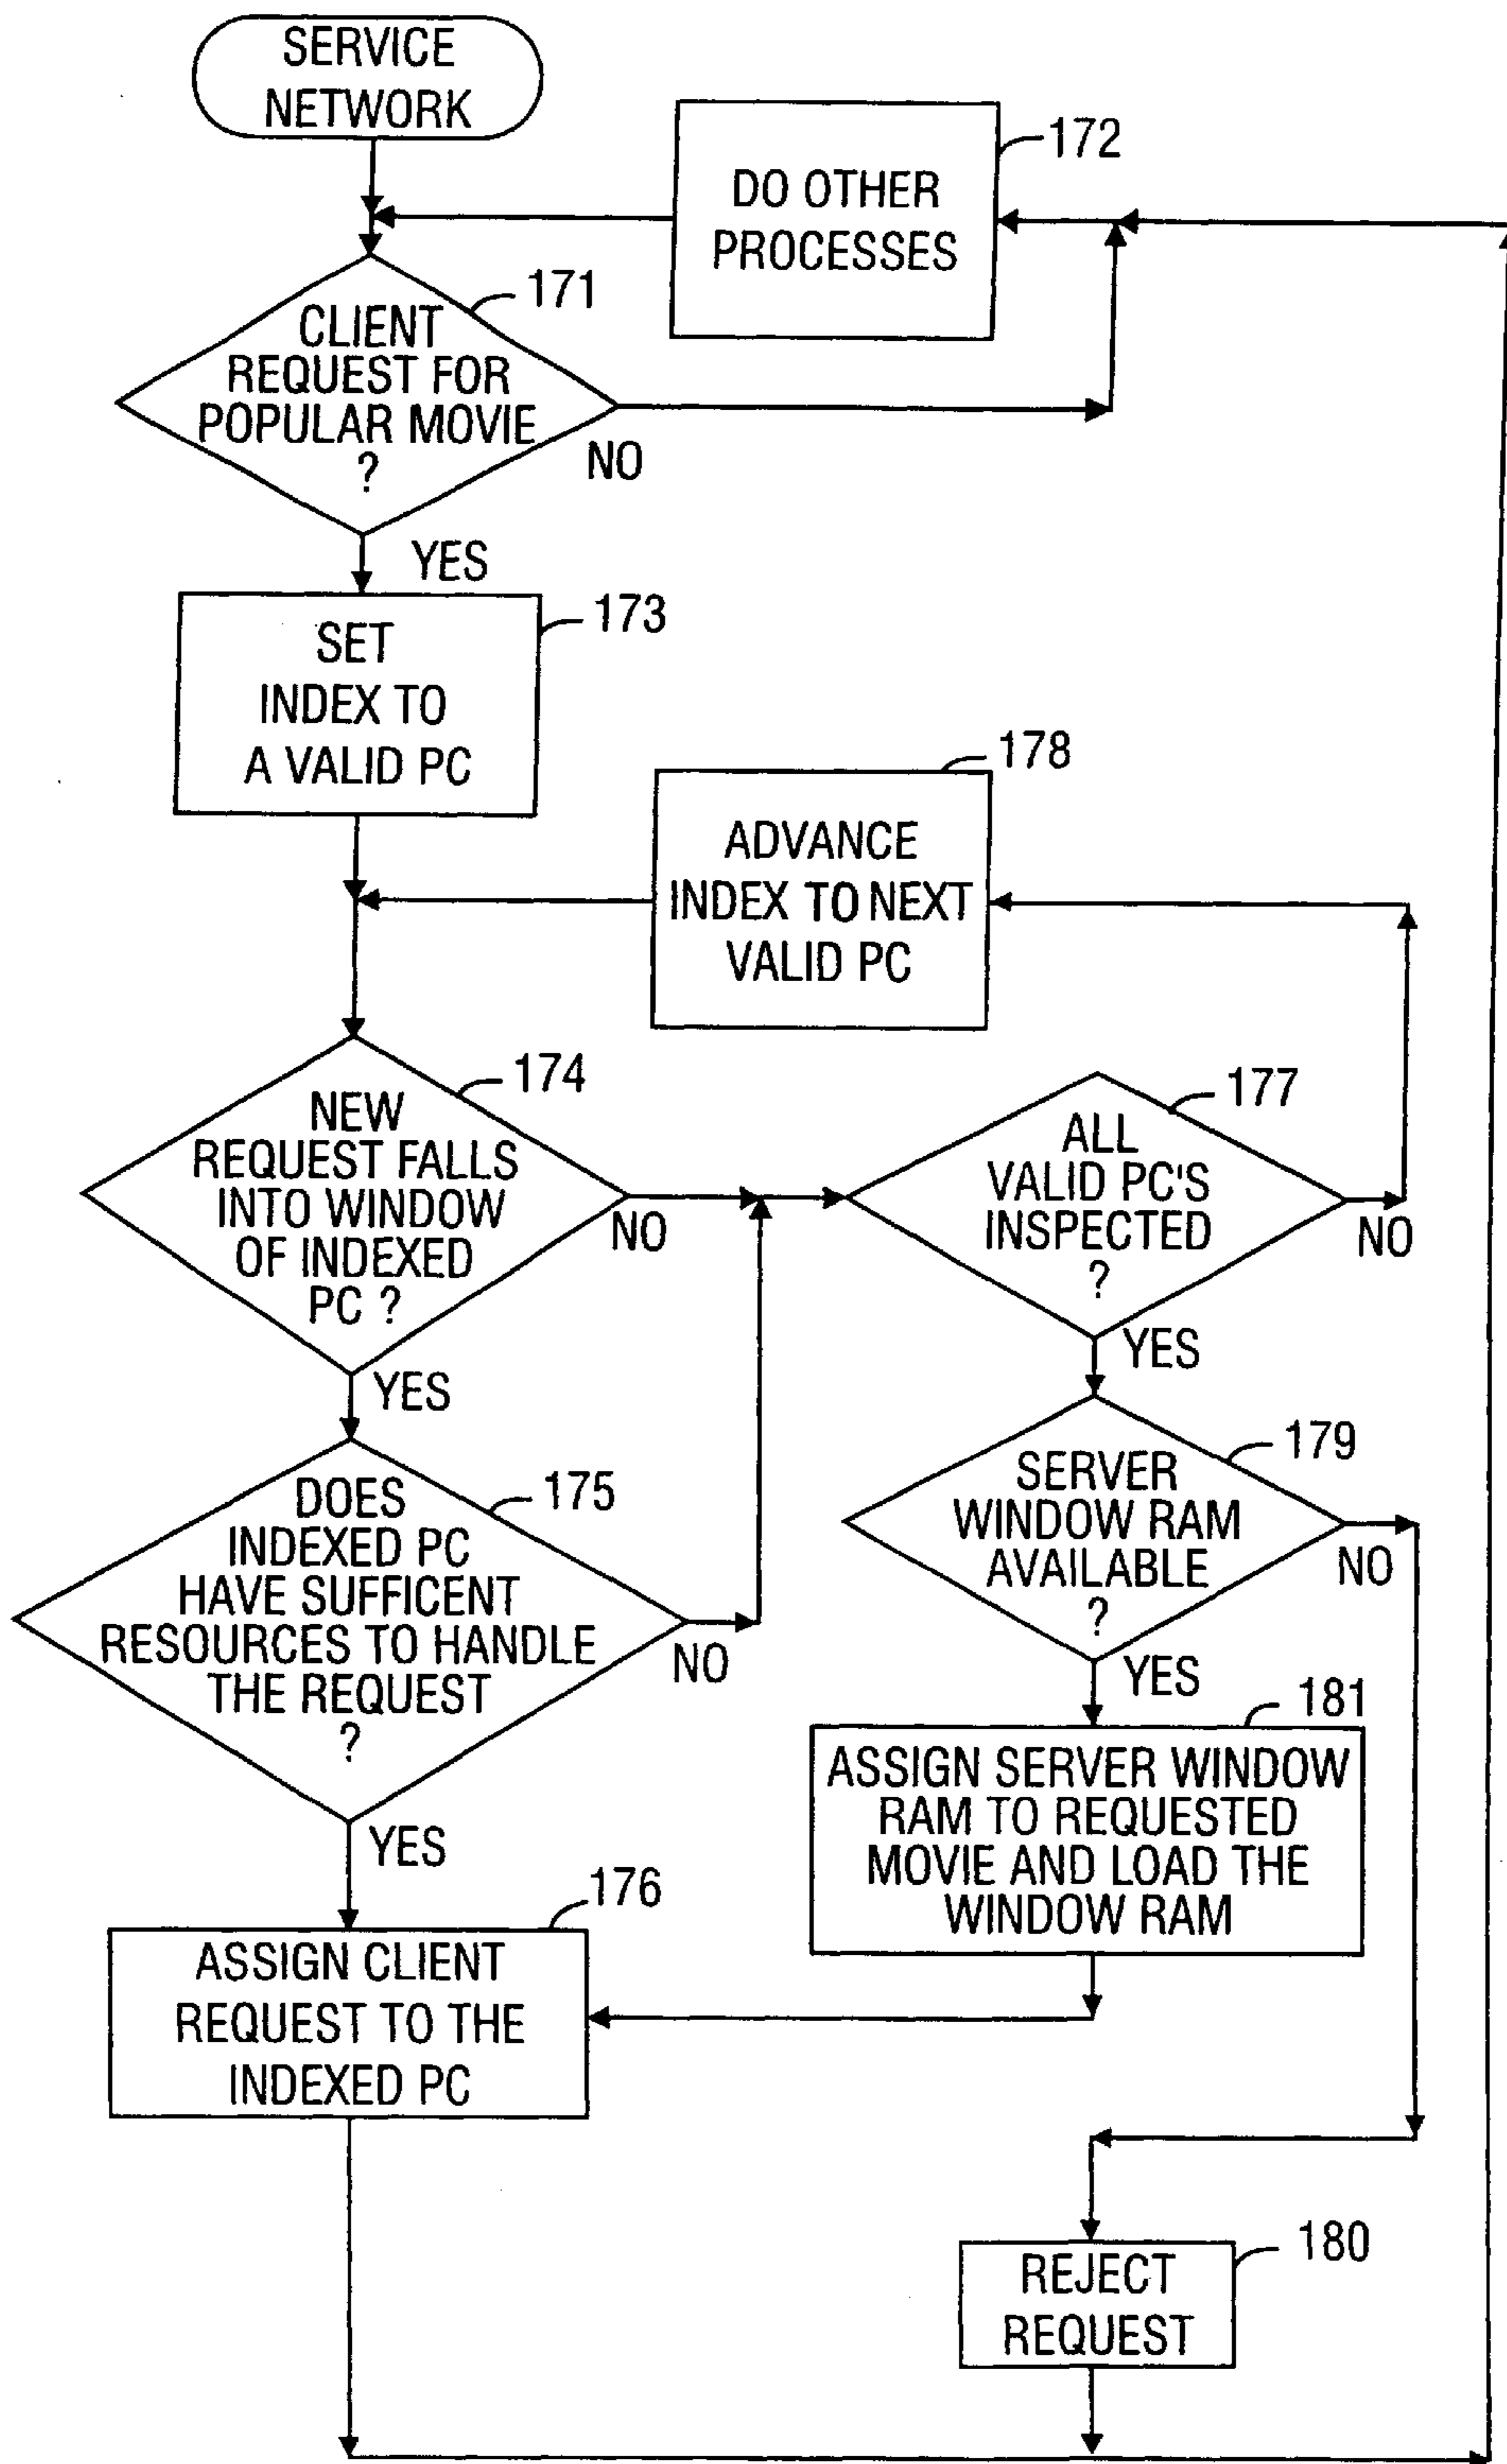 SERVICE
NETWORK
172
DO OTHER
PROCESSES
171
CLIENT
REQUEST FOR
POPULAR MOVIE
?
NO
YES
173
SET
INDEX TO
A VALID PC
178
ADVANCE
INDEX TO NEXT
VALID PC
174
NEW
REQUEST FALLS
INTO WINDOW
OF INDEXED
PC ?
NO
YES
177
ALL
VALID PC'S
INSPECTED
?
NO
YES
175
DOES
INDEXED PC
HAVE SUFFICENT
RESOURCES TO HANDLE
THE REQUEST
?
NO
YES
179
SERVER
WINDOW RAM
AVAILABLE
?
NO
YES
181
ASSIGN SERVER WINDOW
RAM TO REQUESTED
MOVIE AND LOAD THE
WINDOW RAM
176
ASSIGN CLIENT
REQUEST TO THE
INDEXED PC
180
REJECT
REQUEST